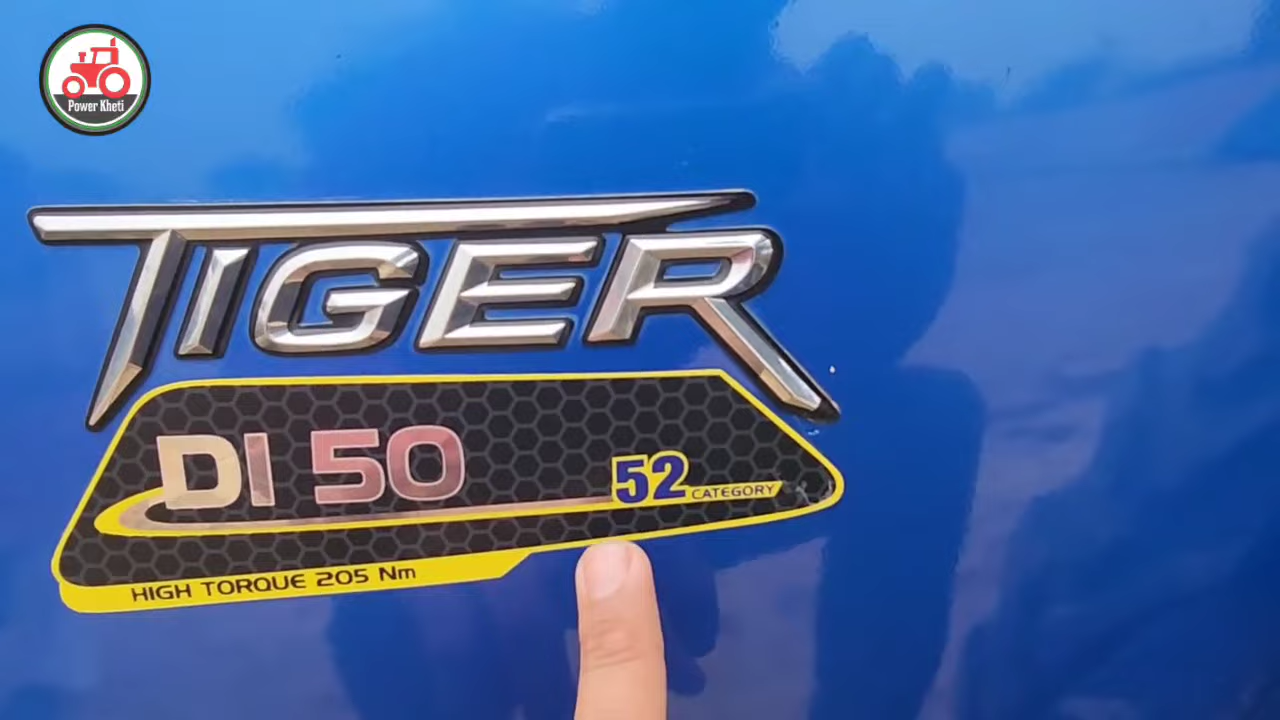 Power Kheti
TIGER
DI 50
52 CATEGORY
HIGH TORQUE 205 Nm